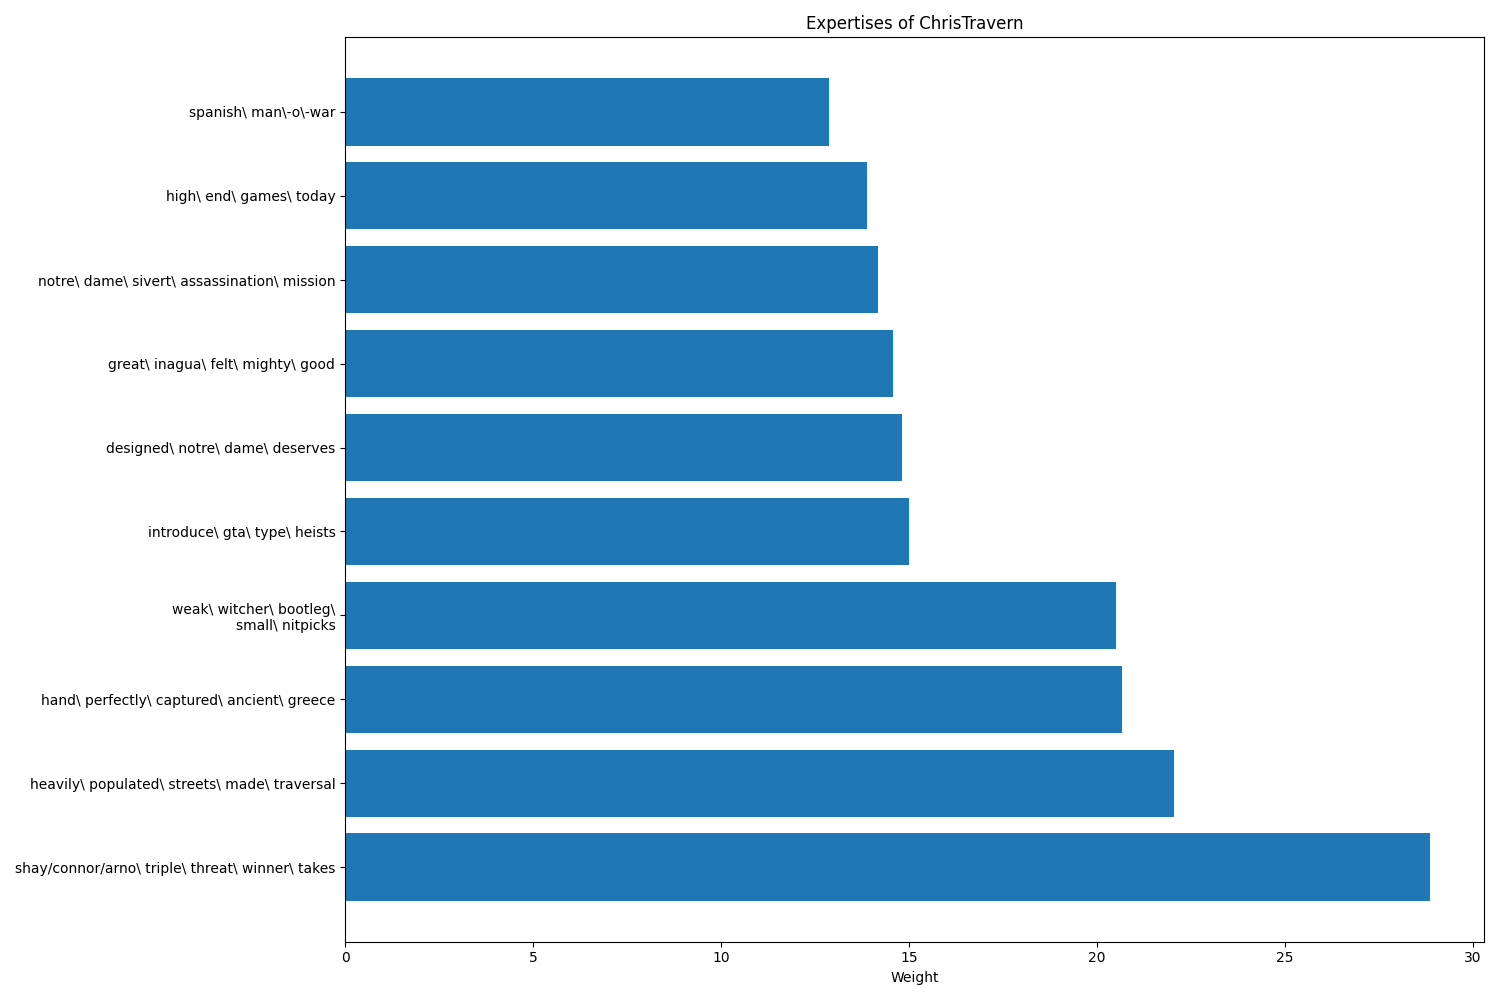 Expertises of ChrisTravern
spanish\ man\-o\-war
high\ end\ games\ today
notre\ dame\ sivert\ assassination\ mission
great\ inagua\ felt\ mighty\ good
designed\ notre\ dame\ deserves
introduce\ gta\ type\ heists
weak\ witcher\ bootleg\
small\ nitpicks
hand\ perfectly\ captured\ ancient\ greece
heavily\ populated\ streets\ made\ traversal
shay/connor/arno\ triple\ threat\ winner\ takes
0 5 10 15 20 25 30
Weight